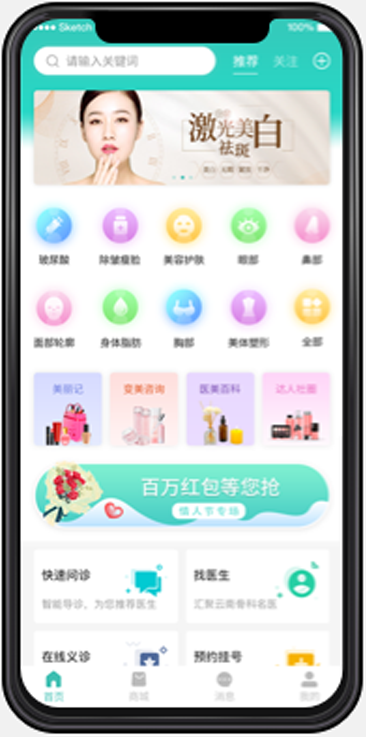 Sketch 100%
请输入关键词 推荐 关注
激光美白
祛斑
玻尿酸 除皱瘦脸 美容护肤 眼部 鼻部
面部轮廓 身体脂肪 胸部 美体塑形 全部
美丽记 变美咨询 医美百科 达人社圈
百万红包等您抢
情人节专场
快速问诊 找医生
智能导诊，为您推荐医生 汇聚云南骨科名医
在线义诊 预约挂号
首页 商城 消息 我的